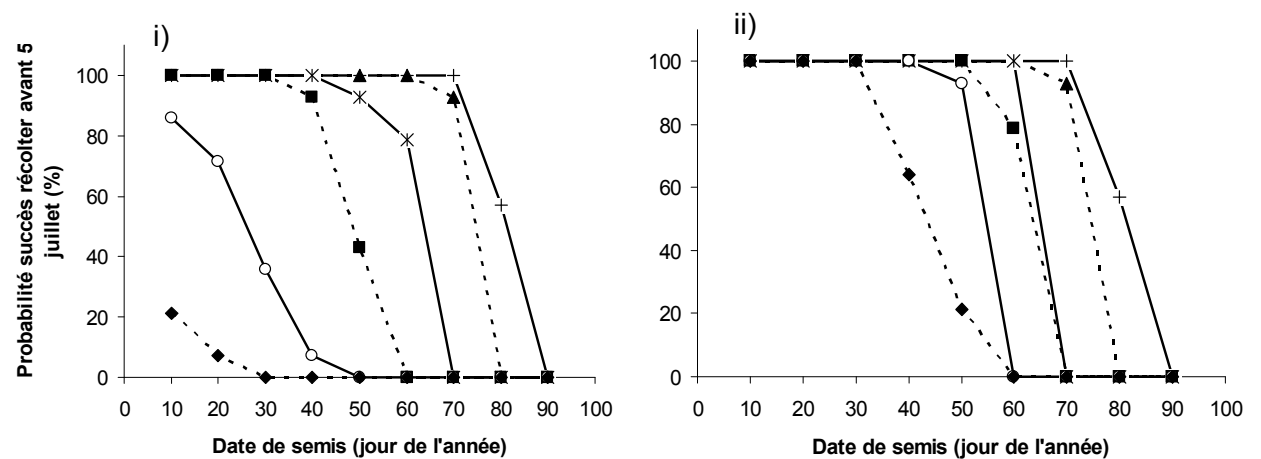 i)
Probabilité succès récolter avant 5
juillet (%)
100
80
60
40
20
0
0 10 20 30 40 50 60 70 80 90 100
Date de semis (jour de l'année)
ii)
100
80
60
40
20
0
0 10 20 30 40 50 60 70 80 90 100
Date de semis (jour de l'année)